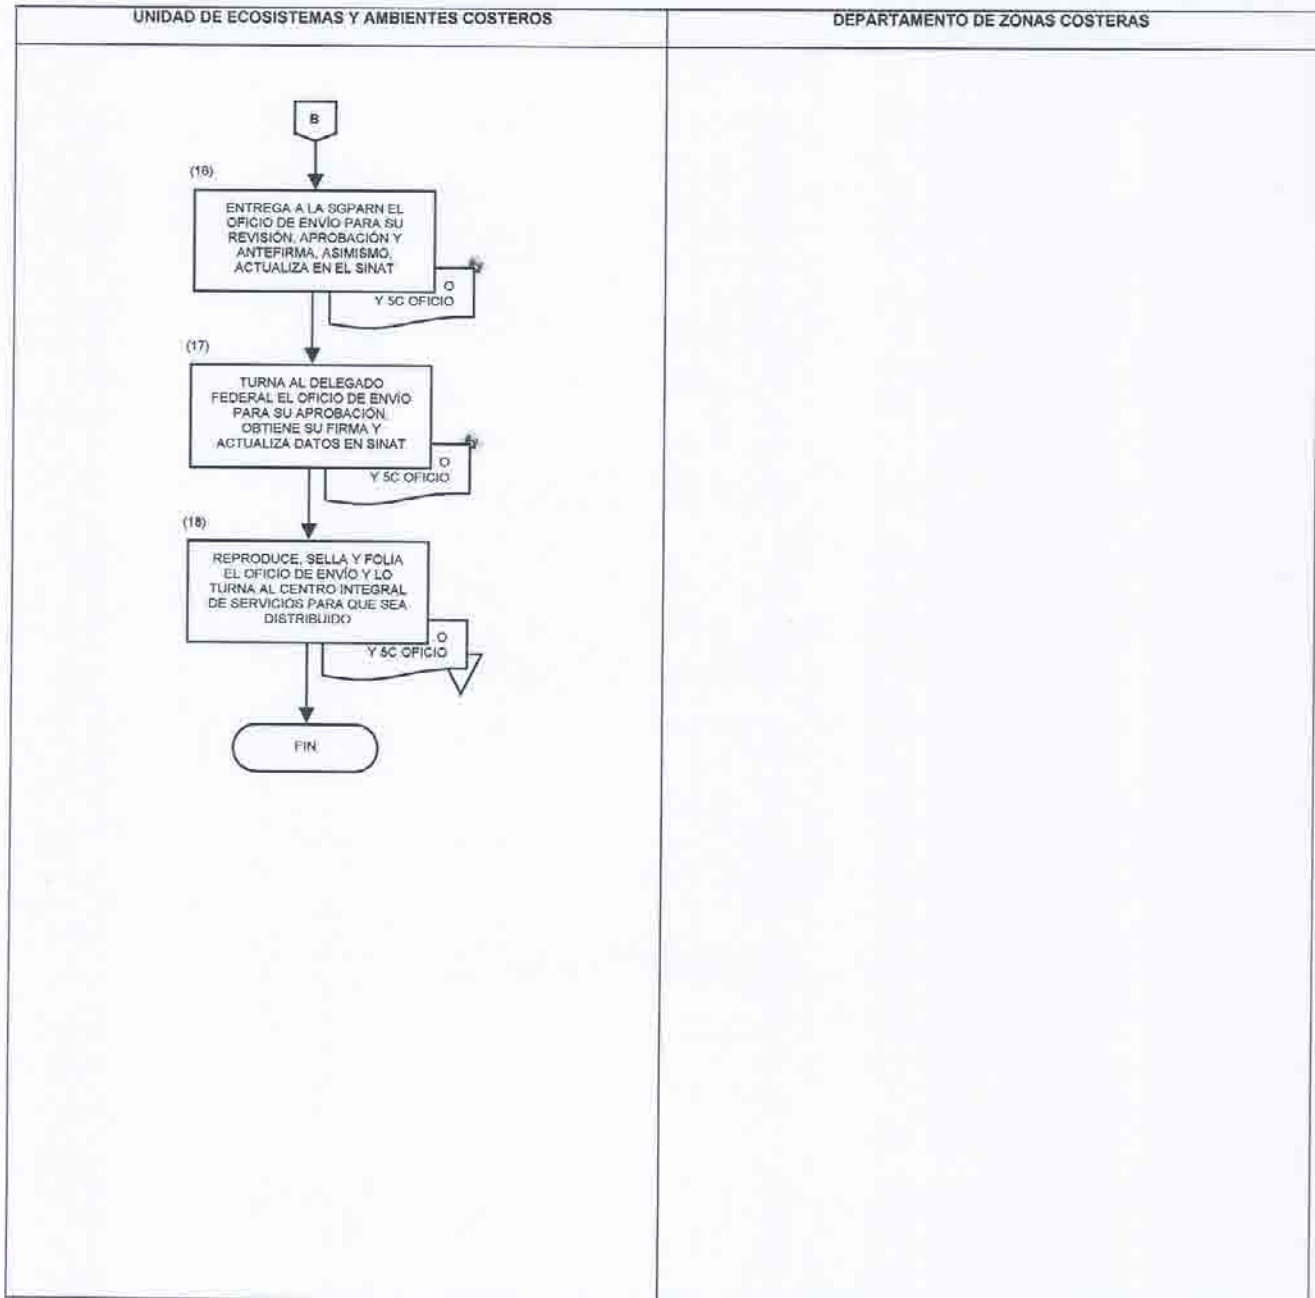 UNIDAD DE ECOSISTEMAS Y AMBIENTES COSTEROS
DEPARTAMENTO DE ZONAS COSTERAS
B
(16)
ENTREGA A LA SGPARN EL
OFICIO DE ENVÍO PARA SU
REVISIÓN, APROBACIÓN Y
ANTEFIRMA, ASIMISMO,
ACTUALIZA EN EL SINAT
O
Y 5C OFICIO
(17)
TURNA AL DELEGADO
FEDERAL EL OFICIO DE ENVÍO
PARA SU APROBACIÓN,
OBTIENE SU FIRMA Y
ACTUALIZA DATOS EN SINAT
O
Y 5C OFICIO
(18)
REPRODUCE, SELLA Y FOLIA
EL OFICIO DE ENVÍO Y LO
TURNA AL CENTRO INTEGRAL
DE SERVICIOS PARA QUE SEA
DISTRIBUIDO
O
Y 5C OFICIO
FIN